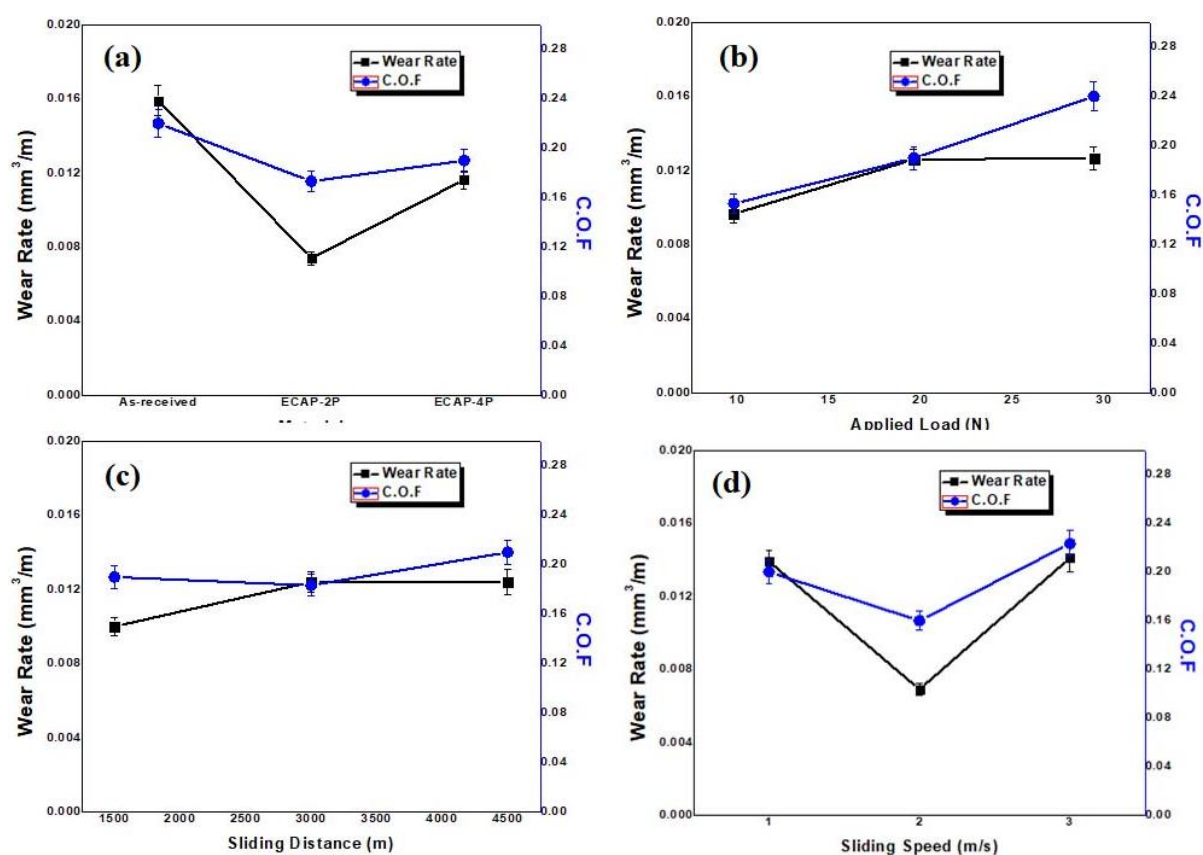 (a)
Wear Rate
C.O.F
0.020
0.016
0.012
0.008
0.004
0.000
Wear Rate (mm³/m)
0.28
0.24
0.20
0.16
0.12
0.08
0.04
0.00
C.O.F
As-received ECAP-2P ECAP-4P
(b)
Wear Rate
C.O.F
0.020
0.016
0.012
0.008
0.004
0.000
Wear Rate (mm³/m)
0.28
0.24
0.20
0.16
0.12
0.08
0.04
0.00
C.O.F
10 15 20 25 30
Applied Load (N)
(c)
Wear Rate
C.O.F
0.020
0.016
0.012
0.008
0.004
0.000
Wear Rate (mm³/m)
0.28
0.24
0.20
0.16
0.12
0.08
0.04
0.00
C.O.F
1500 2000 2500 3000 3500 4000 4500
Sliding Distance (m)
(d)
Wear Rate
C.O.F
0.020
0.016
0.012
0.008
0.004
0.000
Wear Rate (mm³/m)
0.28
0.24
0.20
0.16
0.12
0.08
0.04
0.00
C.O.F
1 2 3
Sliding Speed (m/s)